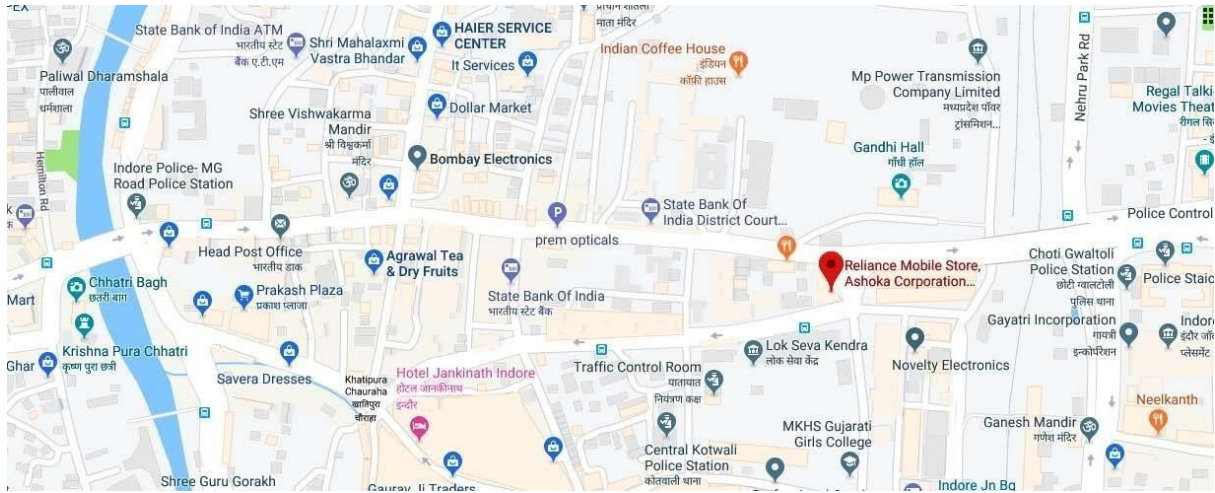 State Bank of India ATM
भारतीय स्टेट
बैंक ए.टी.एम
Shri Mahalaxmi
Vastra Bhandar
HAIER SERVICE
CENTER
It Services
माता मंदिर
Indian Coffee House
इंडियन
कॉफ़ी हाउस
Mp Power Transmission
Company Limited
मध्यप्रदेश पॉवर
ट्रांसमिशन...
Nehru Park Rd
Regal Talki
Movies Theat
रीगल सि
Paliwal Dharamshala
पालीवाल
धर्मशाला
Dollar Market
Shree Vishwakarma
Mandir
श्री विश्वकर्मा
मंदिर
Bombay Electronics
Gandhi Hall
गाँधी हॉल
Hemilton Rd
Indore Police- MG
Road Police Station
State Bank Of
India District Court...
P
prem opticals
Police Control
Head Post Office
भारतीय डाक
Agrawal Tea
& Dry Fruits
Reliance Mobile Store,
Ashoka Corporation...
Choti Gwaltoli
Police Station
छोटी ग्वालटोली
पुलिस थाना
Police Staio
Chhatri Bagh
छतरी बाग
Mart
Prakash Plaza
प्रकाश प्लाजा
State Bank Of India
भारतीय स्टेट बैंक
Gayatri Incorporation
गायत्री
इन्कोर्पोरेशन
Indor
इंदौर जॉब
प्लेसमेंट
Krishna Pura Chhatri
कृष्ण पुरा छत्री
Ghar
Savera Dresses
Khatipura
Chauraha
खातिपुरा
चौराहा
Hotel Jankinath Indore
होटल जानकीनाथ
इन्दौर
Traffic Control Room
यातायात
नियंत्रण कक्ष
Lok Seva Kendra
लोक सेवा केंद्र
Novelty Electronics
Neelkanth
Ganesh Mandir
गणेश मंदिर
MKHS Gujarati
Girls College
Central Kotwali
Police Station
कोतवाली थाना
Shree Guru Gorakh
Gaurav Ji Traders
Indore Jn Bg